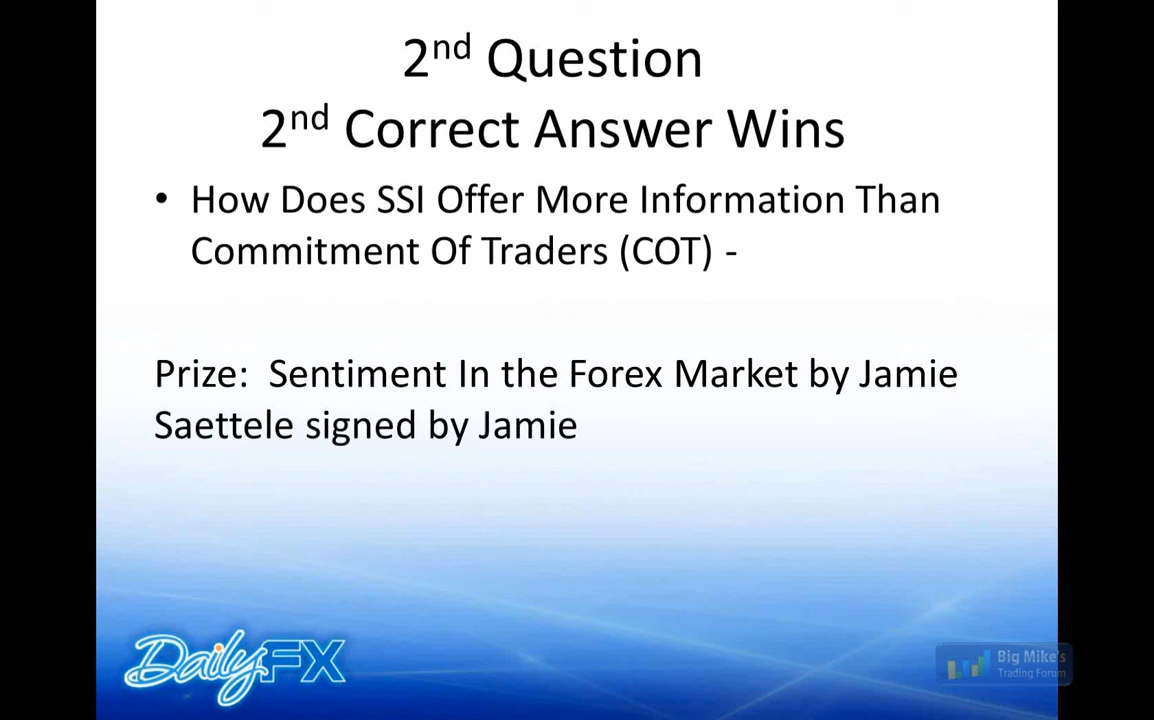 2nd Question
2nd Correct Answer Wins
• How Does SSI Offer More Information Than
Commitment Of Traders (COT) -
Prize: Sentiment In the Forex Market by Jamie
Saettele signed by Jamie
DailyFX
Big Mike's
Trading Forum